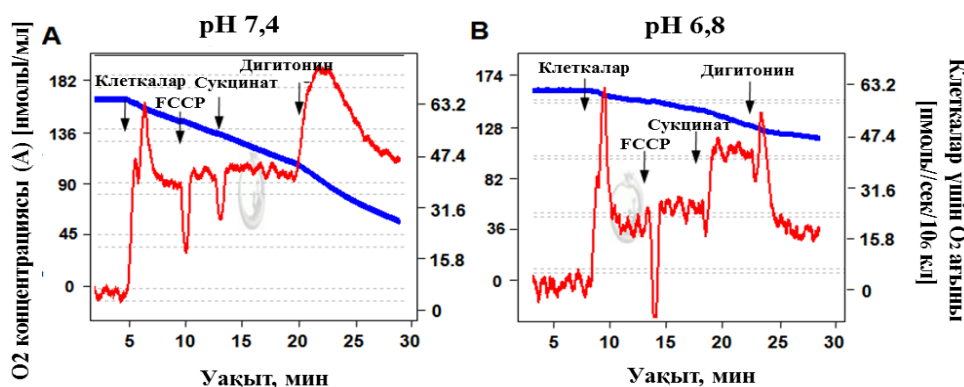 pH 7,4
pH 6,8
A
B
O2 концентрациясы (А) [нмолы/мл]
182
136
90
45
0
Клеткалар
FCCP
Сукцинат
Дигитонин
63.2
47.4
31.6
15.8
0
5
10
15
20
25
30
Уақыт, мин
174
128
82
36
0
Клеткалар
FCCP
Сукцинат
Дигитонин
63.2
47.4
31.6
15.8
0
5
10
15
20
25
30
Уақыт, мин
Клеткалар үшін O₂ ағыны
[пмоль//сек/10₆ кл]